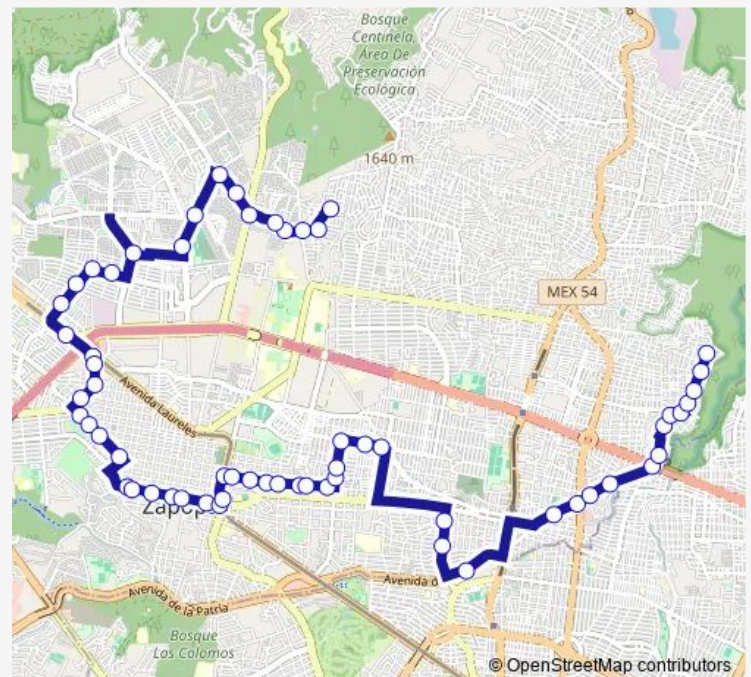 Bosque
Centinela,
Área De
Preservación
Ecológica
1640 m
MEX 54
Avenida Laureles
Avenida de la Patria
Bosque
Los Colomos
© OpenStreetMap contributors